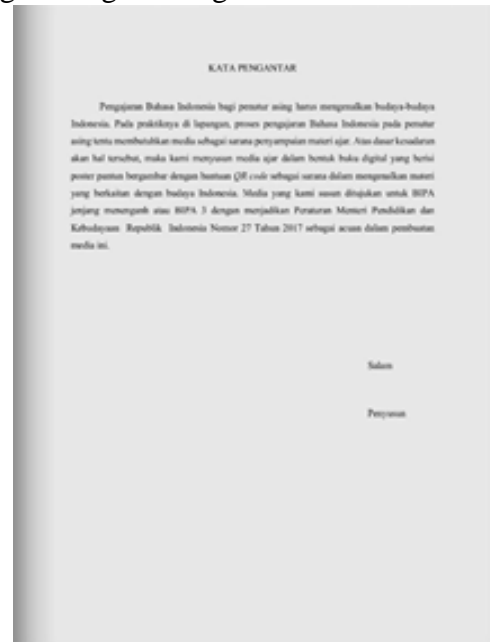 KATA PENGANTAR
Pengajaran Bahasa Indonesia bagi penutur asing harus mengenalkan budaya-budaya
Indonesia. Pada praktiknya di lapangan, proses pengajaran Bahasa Indonesia pada penutur
asing tentu membutuhkan media sebagai sarana penyampaian materi ajar. Atas dasar kesadaran
akan hal tersebut, maka kami menyusun media ajar dalam bentuk buku digital yang berisi
poster pantun bergambar dengan bantuan QR code sebagai sarana dalam mengenalkan materi
yang berkaitan dengan budaya Indonesia. Media yang kami susun ditujukan untuk BIPA
jenjang menengah atau BIPA 3 dengan menjadikan Peraturan Menteri Pendidikan dan
Kebudayaan Republik Indonesia Nomor 27 Tahun 2017 sebagai acuan dalam pembuatan
media ini.
Salam
Penyusun